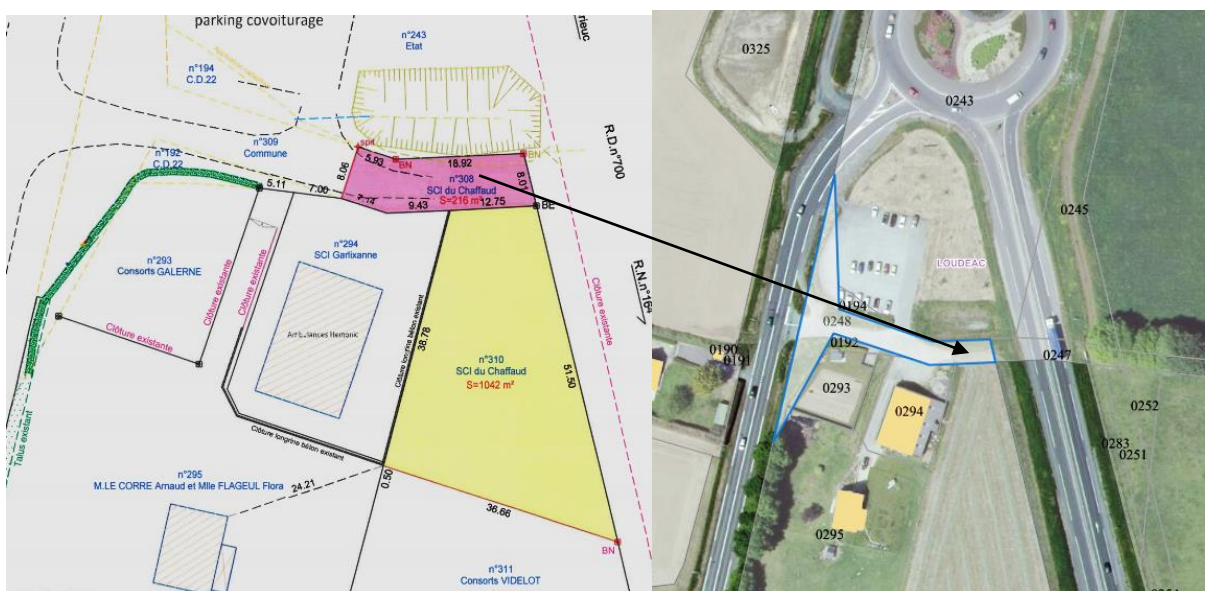 parking covoiturage
n°243
Etat
n°194
C.D.22
n°309
Commune
n°192
C.D.22
R.D.n°700
spit
5.93
BN
16.92
BN
8.06
8.01
n°308
SCI du Chaffaud
S=216 m²
5.11
7.06
7.14
9.43
12.75
BE
n°294
SCI Garlixanne
n°293
Consorts GALERNE
Clôture existante
Clôture existante
Clôture existante
Clôture existante
R.N.n°164
Ambulances Hemonic
Clôture longrine béton existant
38.78
n°310
SCI du Chaffaud
S=1042 m²
51.50
Clôture longrine béton existant
Talus existant
n°295
M.LE CORRE Arnaud et Mlle FLAGEUL Flora
24.21
0.50
36.66
BN
n°311
Consorts VIDELOT
0325
0243
0245
LOUDEAC
0194
0248
0192
0190
0191
0247
0293
0294
0252
0283
0251
0295